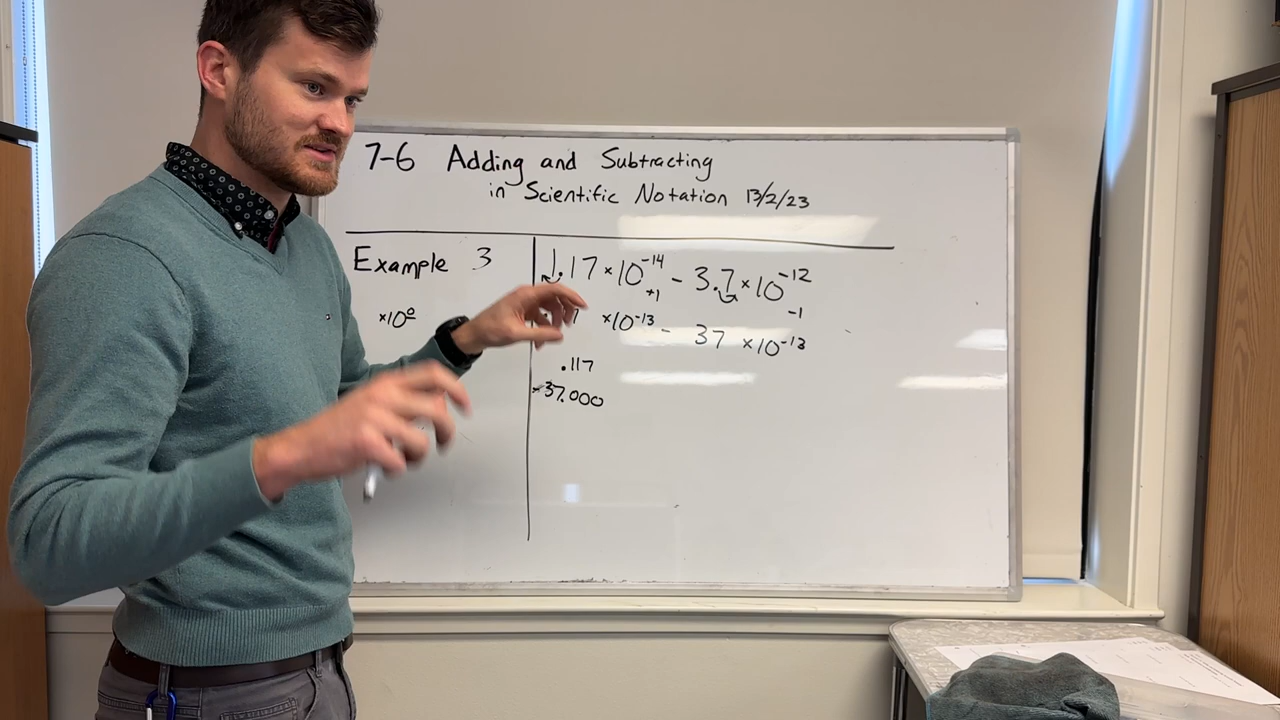 7-6 Adding and Subtracting
in Scientific Notation 13/2/23
Example 3
×10⁰
1.17 ×10⁻¹⁴ - 3.7 ×10⁻¹²
+1 -1
×10⁻¹³ - 37 ×10⁻¹³
.117
-37.000